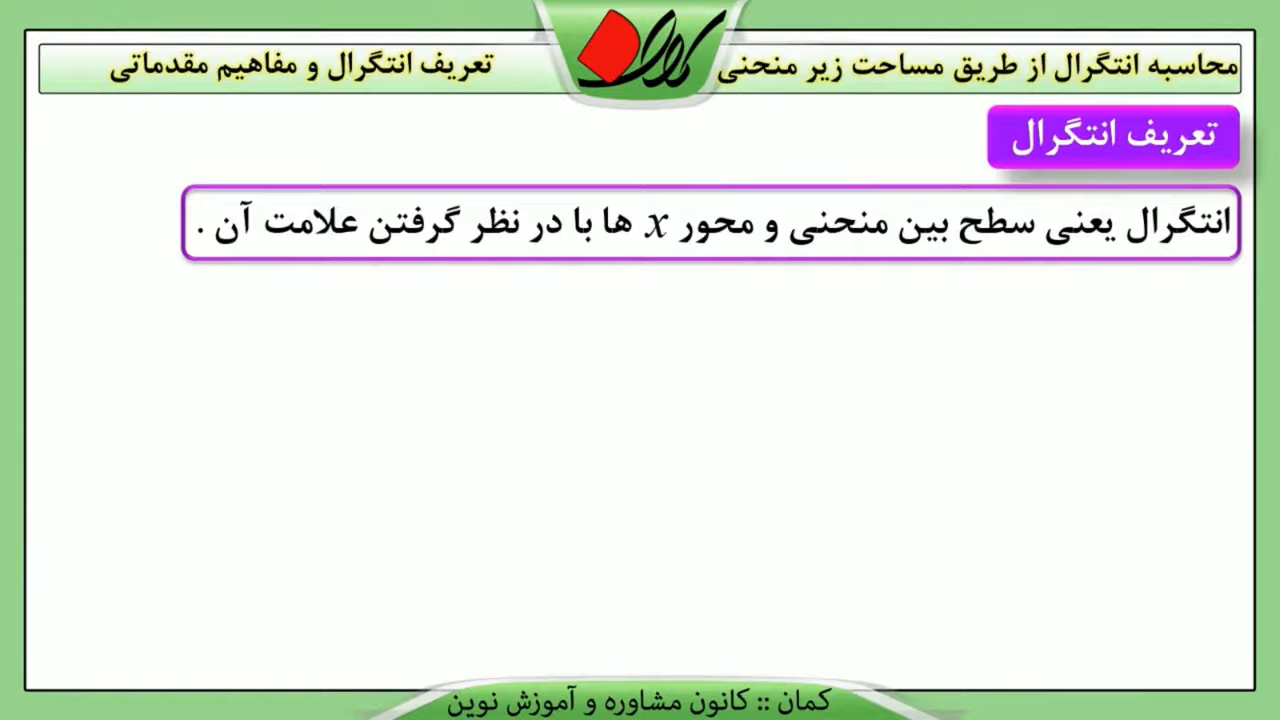 محاسبه انتگرال از طریق مساحت زیر منحنی
تعریف انتگرال و مفاهیم مقدماتی
کمان
تعریف انتگرال
انتگرال یعنی سطح بین منحنی و محور x ها با در نظر گرفتن علامت آن .
کمان :: کانون مشاوره و آموزش نوین